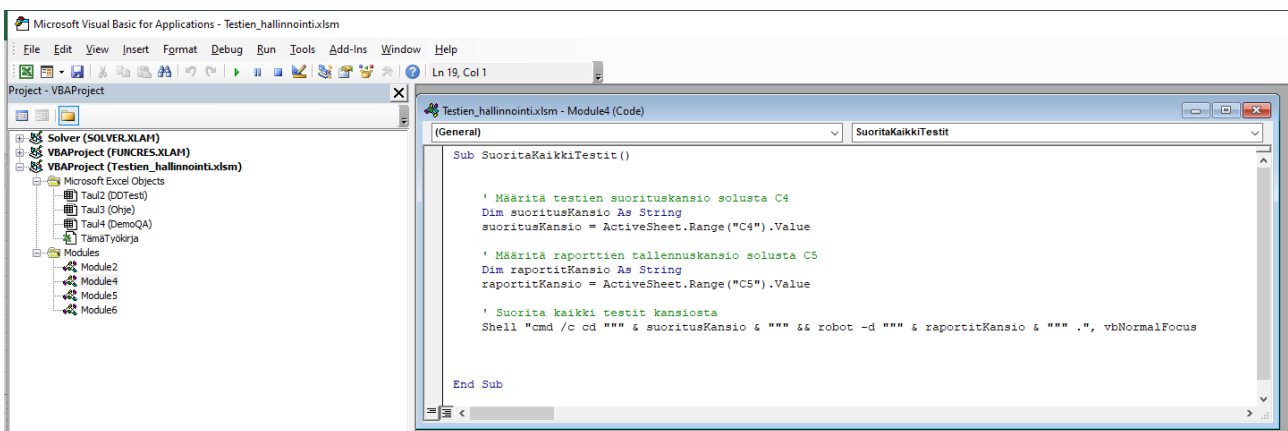 Microsoft Visual Basic for Applications - Testien_hallinnointi.xlsm
File Edit View Insert Format Debug Run Tools Add-Ins Window Help
Ln 19, Col 1
Project - VBAProject
Solver (SOLVER.XLAM)
VBAProject (FUNCRES.XLAM)
VBAProject (Testien_hallinnointi.xlsm)
Microsoft Excel Objects
Taul2 (DDTesti)
Taul3 (Ohje)
Taul4 (DemoQA)
TämäTyökirja
Modules
Module2
Module4
Module5
Module6
Testien_hallinnointi.xlsm - Module4 (Code)
(General) SuoritaKaikkiTestit
Sub SuoritaKaikkiTestit()
' Määritä testien suorituskansio solusta C4
Dim suoritusKansio As String
suoritusKansio = ActiveSheet.Range("C4").Value
' Määritä raporttien tallennuskansio solusta C5
Dim raportitKansio As String
raportitKansio = ActiveSheet.Range("C5").Value
' Suorita kaikki testit kansiosta
Shell "cmd /c cd """ & suoritusKansio & """ && robot -d """ & raportitKansio & """ .", vbNormalFocus
End Sub